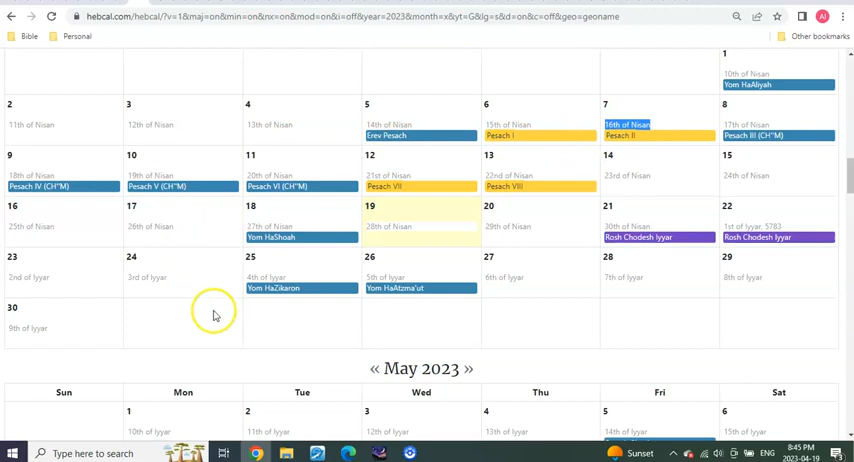 hebcal.com/hebcal/?v=1&maj=on&min=on&nx=on&mod=on&i=off&year=2023&month=x&yt=G&lg=s&d=on&c=off&geo=geoname
AI
Bible
Personal
Other bookmarks
1
10th of Nisan
Yom HaAliyah
2 3 4 5 6 7 8
11th of Nisan 12th of Nisan 13th of Nisan 14th of Nisan 15th of Nisan 16th of Nisan 17th of Nisan
Erev Pesach Pesach I Pesach II Pesach III (CH"M)
9 10 11 12 13 14 15
18th of Nisan 19th of Nisan 20th of Nisan 21st of Nisan 22nd of Nisan 23rd of Nisan 24th of Nisan
Pesach IV (CH"M) Pesach V (CH"M) Pesach VI (CH"M) Pesach VII Pesach VIII
16 17 18 19 20 21 22
25th of Nisan 26th of Nisan 27th of Nisan 28th of Nisan 29th of Nisan 30th of Nisan 1st of Iyyar, 5783
Yom HaShoah Rosh Chodesh Iyyar Rosh Chodesh Iyyar
23 24 25 26 27 28 29
2nd of Iyyar 3rd of Iyyar 4th of Iyyar 5th of Iyyar 6th of Iyyar 7th of Iyyar 8th of Iyyar
Yom HaZikaron Yom HaAtzma'ut
30
9th of Iyyar
« May 2023 »
Sun Mon Tue Wed Thu Fri Sat
1 2 3 4 5 6
10th of Iyyar 11th of Iyyar 12th of Iyyar 13th of Iyyar 14th of Iyyar 15th of Iyyar
Type here to search
Sunset
ENG
8:45 PM
2023-04-19
3